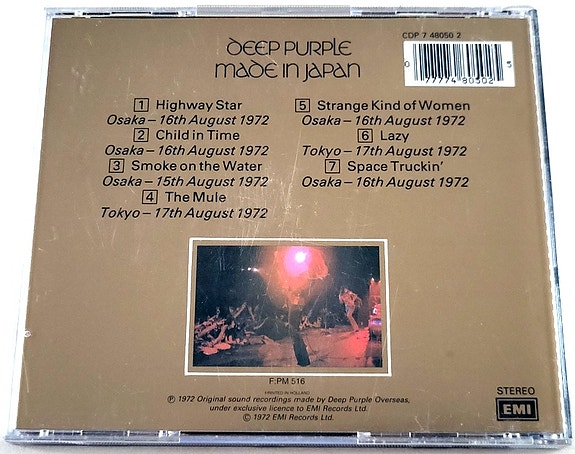 CDP 7 48050 2
DEEP PURPLE
MADE IN JAPAN
0 77774 80502 5
1 Highway Star
Osaka – 16th August 1972
2 Child in Time
Osaka – 16th August 1972
3 Smoke on the Water
Osaka – 15th August 1972
4 The Mule
Tokyo – 17th August 1972
5 Strange Kind of Women
Osaka – 16th August 1972
6 Lazy
Tokyo – 17th August 1972
7 Space Truckin'
Osaka – 16th August 1972
F:PM 516
PRINTED IN HOLLAND
℗ 1972 Original sound recordings made by Deep Purple Overseas,
under exclusive licence to EMI Records Ltd.
© 1972 EMI Records Ltd.
STEREO
EMI